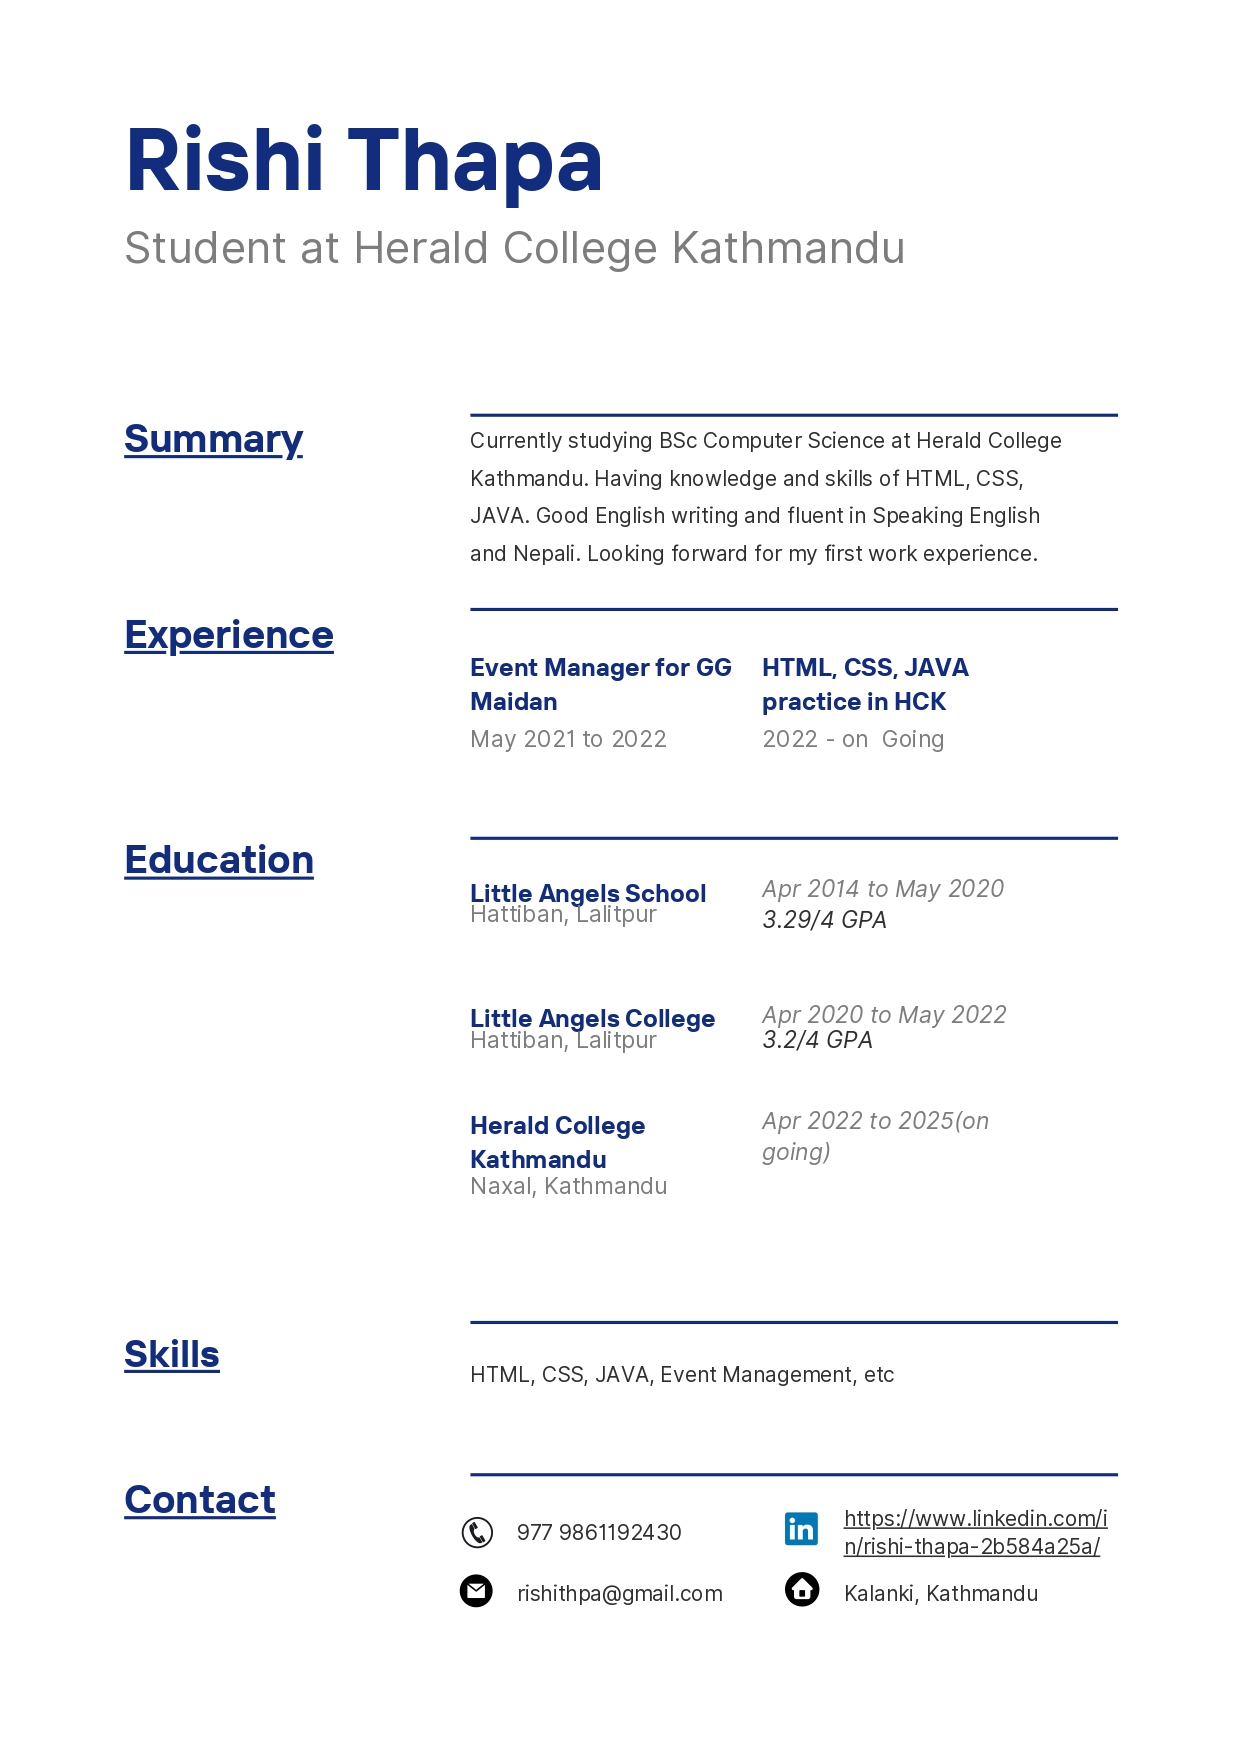 Rishi Thapa
Student at Herald College Kathmandu
Summary
Currently studying BSc Computer Science at Herald College
Kathmandu. Having knowledge and skills of HTML, CSS,
JAVA. Good English writing and fluent in Speaking English
and Nepali. Looking forward for my first work experience.
Experience
Event Manager for GG
Maidan
May 2021 to 2022
HTML, CSS, JAVA
practice in HCK
2022 - on  Going
Education
Little Angels School
Hattiban, Lalitpur
Apr 2014 to May 2020
3.29/4 GPA
Little Angels College
Hattiban, Lalitpur
Apr 2020 to May 2022
3.2/4 GPA
Herald College
Kathmandu
Naxal, Kathmandu
Apr 2022 to 2025(on
going)
Skills
HTML, CSS, JAVA, Event Management, etc
Contact
977 9861192430
in
https://www.linkedin.com/i
n/rishi-thapa-2b584a25a/
rishithpa@gmail.com
Kalanki, Kathmandu